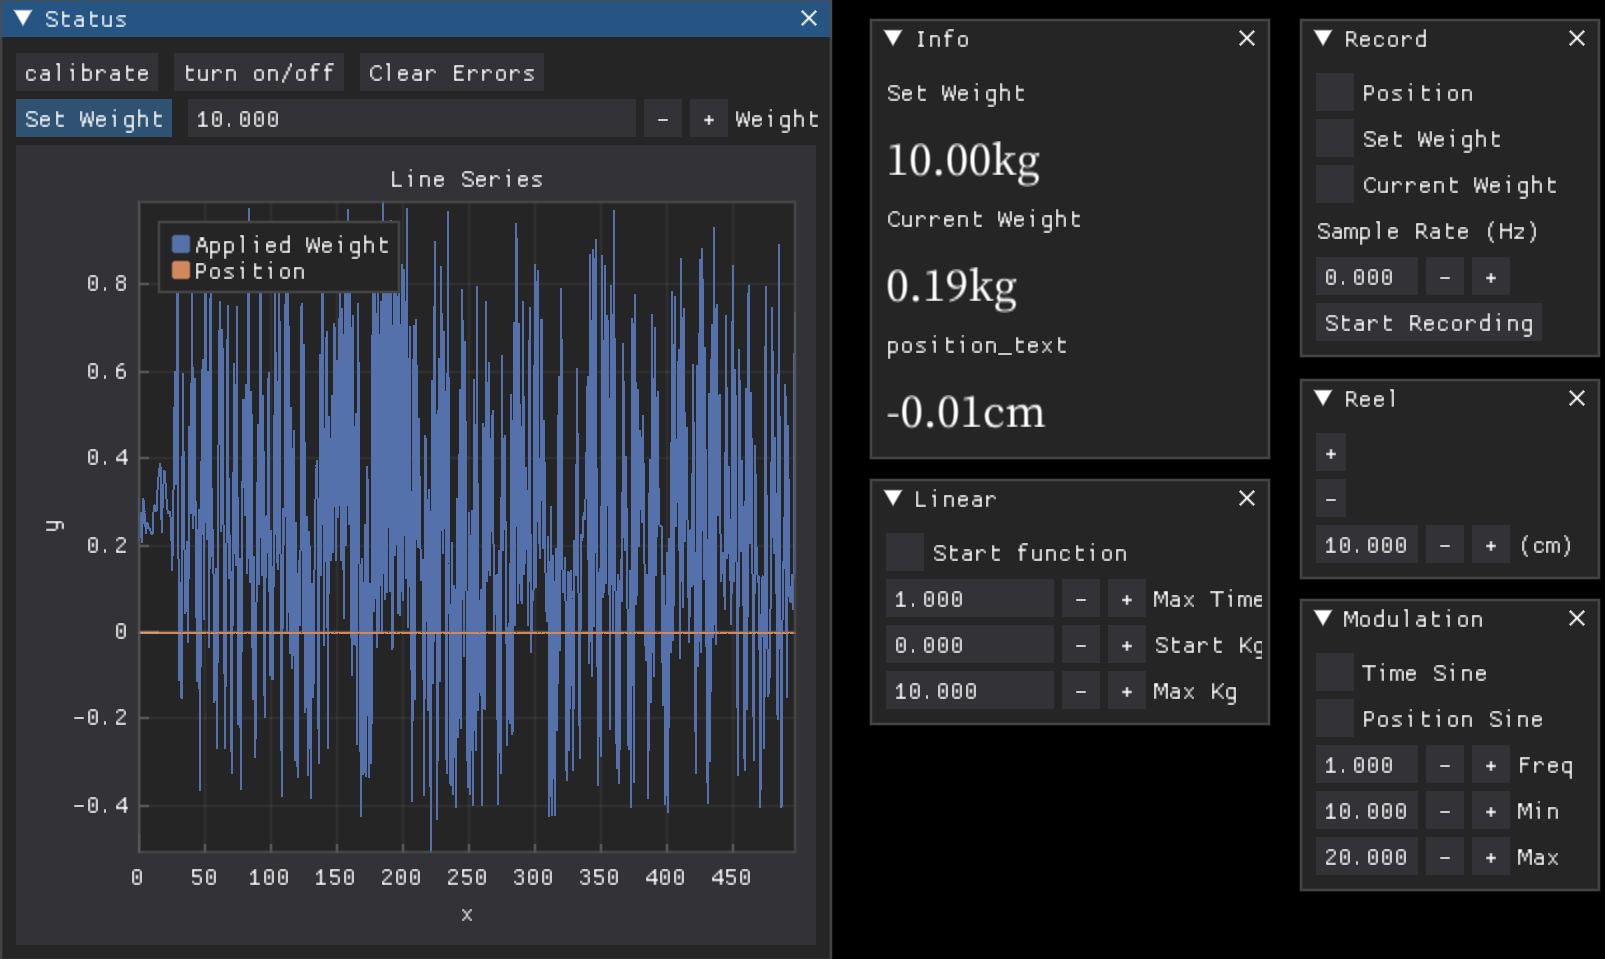 Status
calibrate turn on/off Clear Errors
Set Weight 10.000 - + Weight
Line Series
Applied Weight
Position
0.8
0.6
0.4
0.2
0
-0.2
-0.4
y
0 50 100 150 200 250 300 350 400 450
x
Info
Set Weight
10.00kg
Current Weight
0.19kg
position_text
-0.01cm
Linear
Start function
1.000 - + Max Time
0.000 - + Start Kg
10.000 - + Max Kg
Record
Position
Set Weight
Current Weight
Sample Rate (Hz)
0.000 - +
Start Recording
Reel
+
-
10.000 - + (cm)
Modulation
Time Sine
Position Sine
1.000 - + Freq
10.000 - + Min
20.000 - + Max